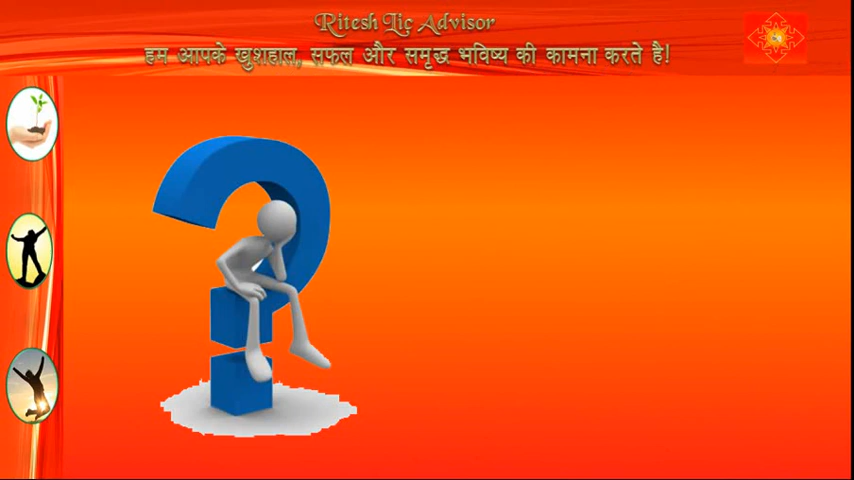 Ritesh Lic Advisor
हम आपके खुशहाल, सफल और समृद्ध भविष्य की कामना करते है!